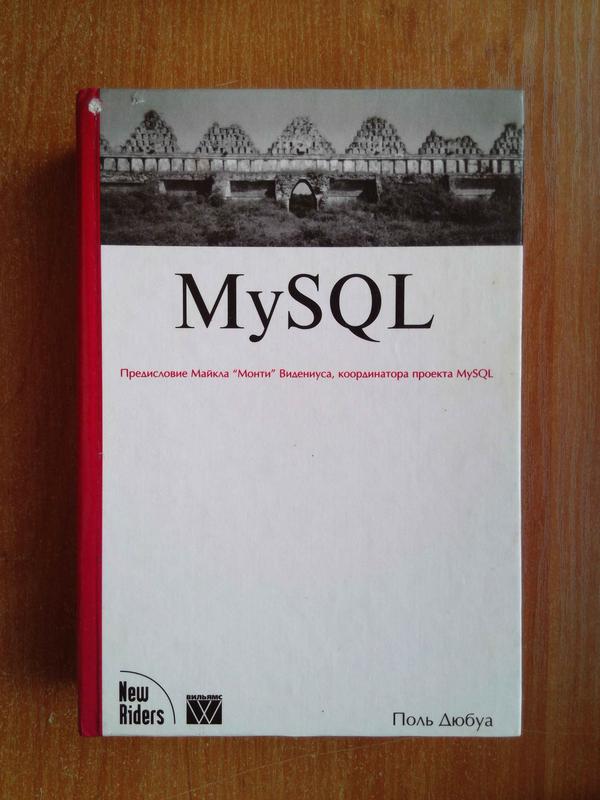 MySQL
Предисловие Майкла “Монти” Видениуса, координатора проекта MySQL
New
Riders
ВИЛЬЯМС
Поль Дюбуа